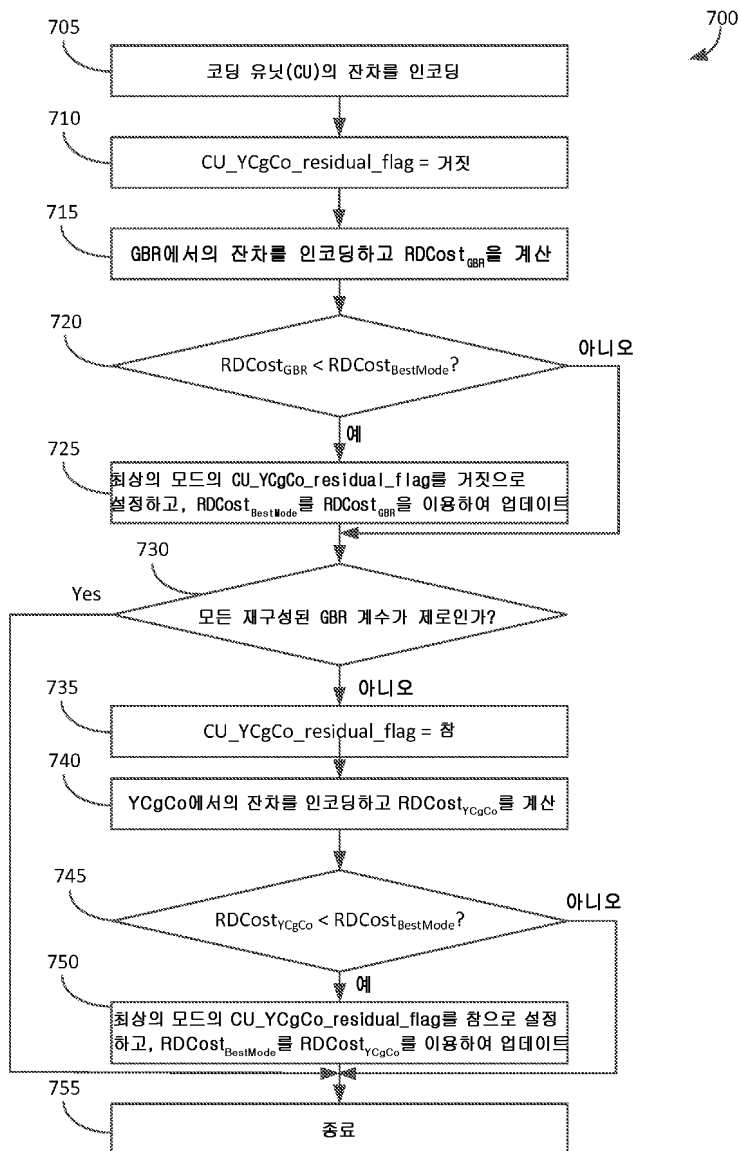 700
705
코딩 유닛(CU)의 잔차를 인코딩
710
CU_YCgCo_residual_flag = 거짓
715
GBR에서의 잔차를 인코딩하고 RDCost_GBR을 계산
720
아니오
RDCost_GBR < RDCost_BestMode?
예
725
최상의 모드의 CU_YCgCo_residual_flag를 거짓으로
설정하고, RDCost_BestMode를 RDCost_GBR을 이용하여 업데이트
730
Yes
모든 재구성된 GBR 계수가 제로인가?
아니오
735
CU_YCgCo_residual_flag = 참
740
YCgCo에서의 잔차를 인코딩하고 RDCost_YCgCo를 계산
745
아니오
RDCost_YCgCo < RDCost_BestMode?
예
750
최상의 모드의 CU_YCgCo_residual_flag를 참으로 설정
하고, RDCost_BestMode를 RDCost_YCgCo를 이용하여 업데이트
755
종료